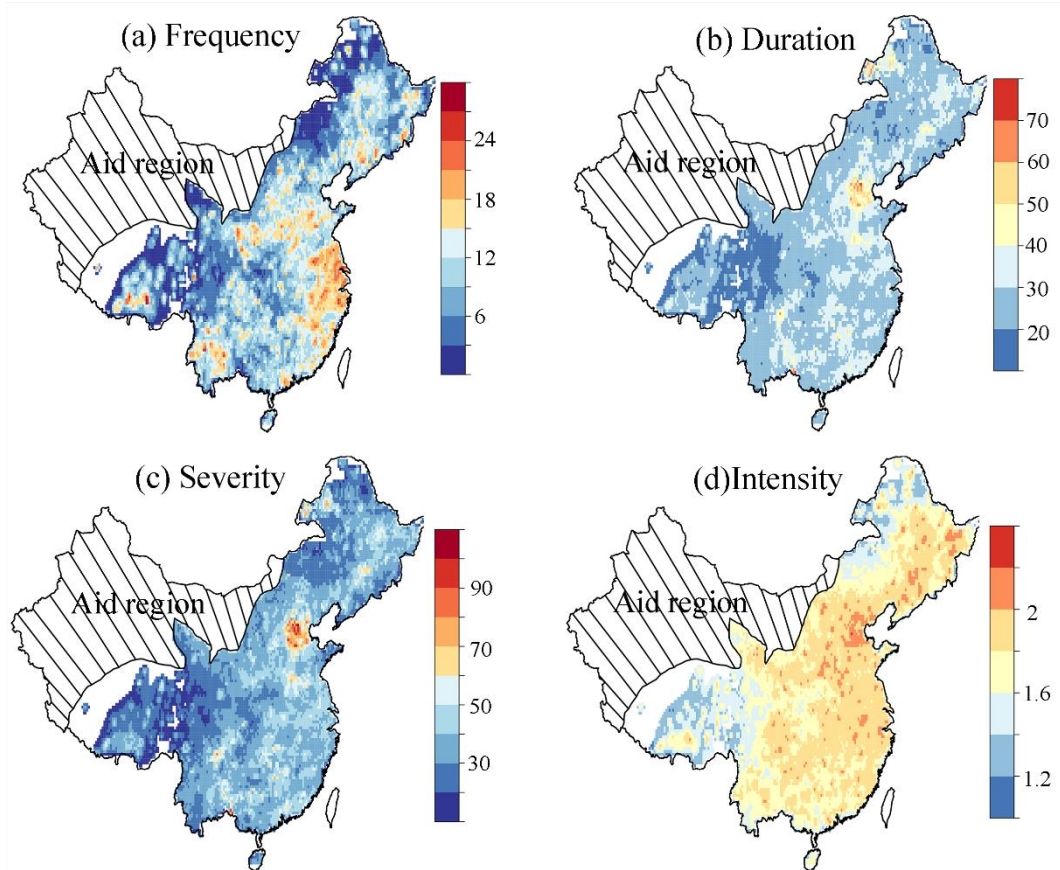 (a) Frequency
Aid region
24
18
12
6
(b) Duration
Aid region
70
60
50
40
30
20
(c) Severity
Aid region
90
70
50
30
(d)Intensity
Aid region
2
1.6
1.2